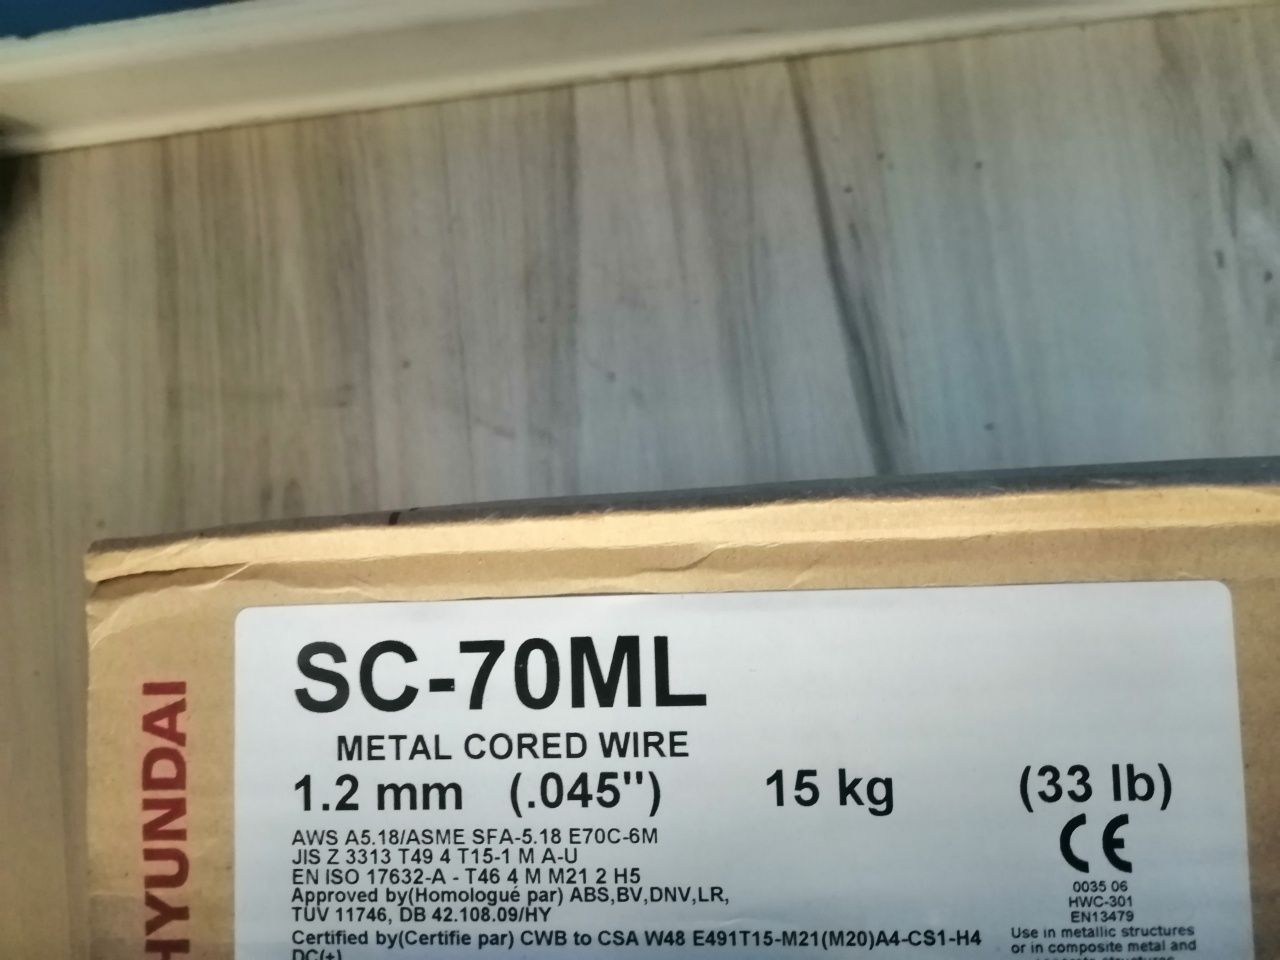 HYUNDAI
SC-70ML
METAL CORED WIRE
1.2 mm (.045") 15 kg (33 lb)
AWS A5.18/ASME SFA-5.18 E70C-6M
JIS Z 3313 T49 4 T15-1 M A-U
EN ISO 17632-A - T46 4 M M21 2 H5
Approved by(Homologué par) ABS,BV,DNV,LR,
TUV 11746, DB 42.108.09/HY
Certified by(Certifie par) CWB to CSA W48 E491T15-M21(M20)A4-CS1-H4
DC(+)
CE
0035 06
HWC-301
EN13479
Use in metallic structures
or in composite metal and